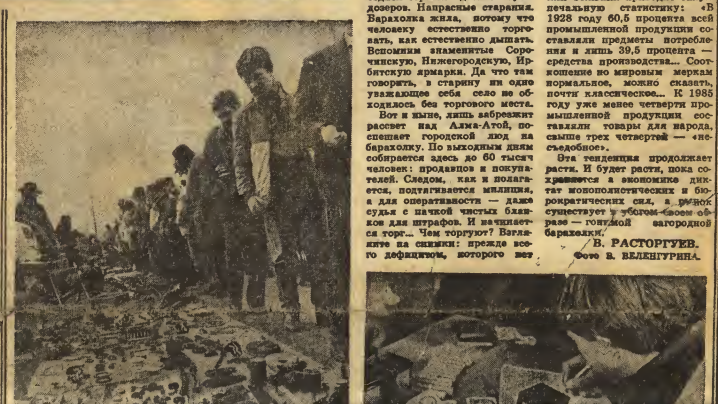 дозеров. Напрасные старания.
Барахолка жила, потому что
человеку естественно торго-
вать, как естественно дышать.
Вспомним знаменитые Соро-
чинскую, Нижегородскую, Ир-
битскую ярмарки. Да что там
говорить, в старину ни одно
уважающее себя село не об-
ходилось без торгового места.
Вот и ныне, лишь забрезжит
рассвет над Алма-Атой, по-
спешает городской люд на
барахолку. По выходным дням
собирается здесь до 60 тысяч
человек: продавцов и покупа-
телей. Следом, как и полага-
ется, подтягивается милиция,
а для оперативности — даже
судья с пачкой чистых блан-
ков для штрафов. И начинает-
ся торг... Чем торгуют? Взгля-
ните на снимки: прежде все-
го дефицитом, которого нет
печальную статистику: «В
1928 году 60,5 процента всей
промышленной продукции со-
ставляли предметы потребле-
ния и лишь 39,5 процента —
средства производства... Соот-
ношение по мировым меркам
нормальное, можно сказать,
почти классическое... К 1985
году уже менее четверти про-
мышленной продукции сос-
тавляли товары для народа,
свыше трех четвертей — «не-
съедобное».
Эта тенденция продолжает
расти. И будет расти, пока со-
храняется в экономике дик-
тат монополистических и бю-
рократических сил, а рынок
существует в убогом своем об-
разе — гонимой загородной
барахолки.
В. РАСТОРГУЕВ.
Фото В. ВЕЛЕНГУРИНА.